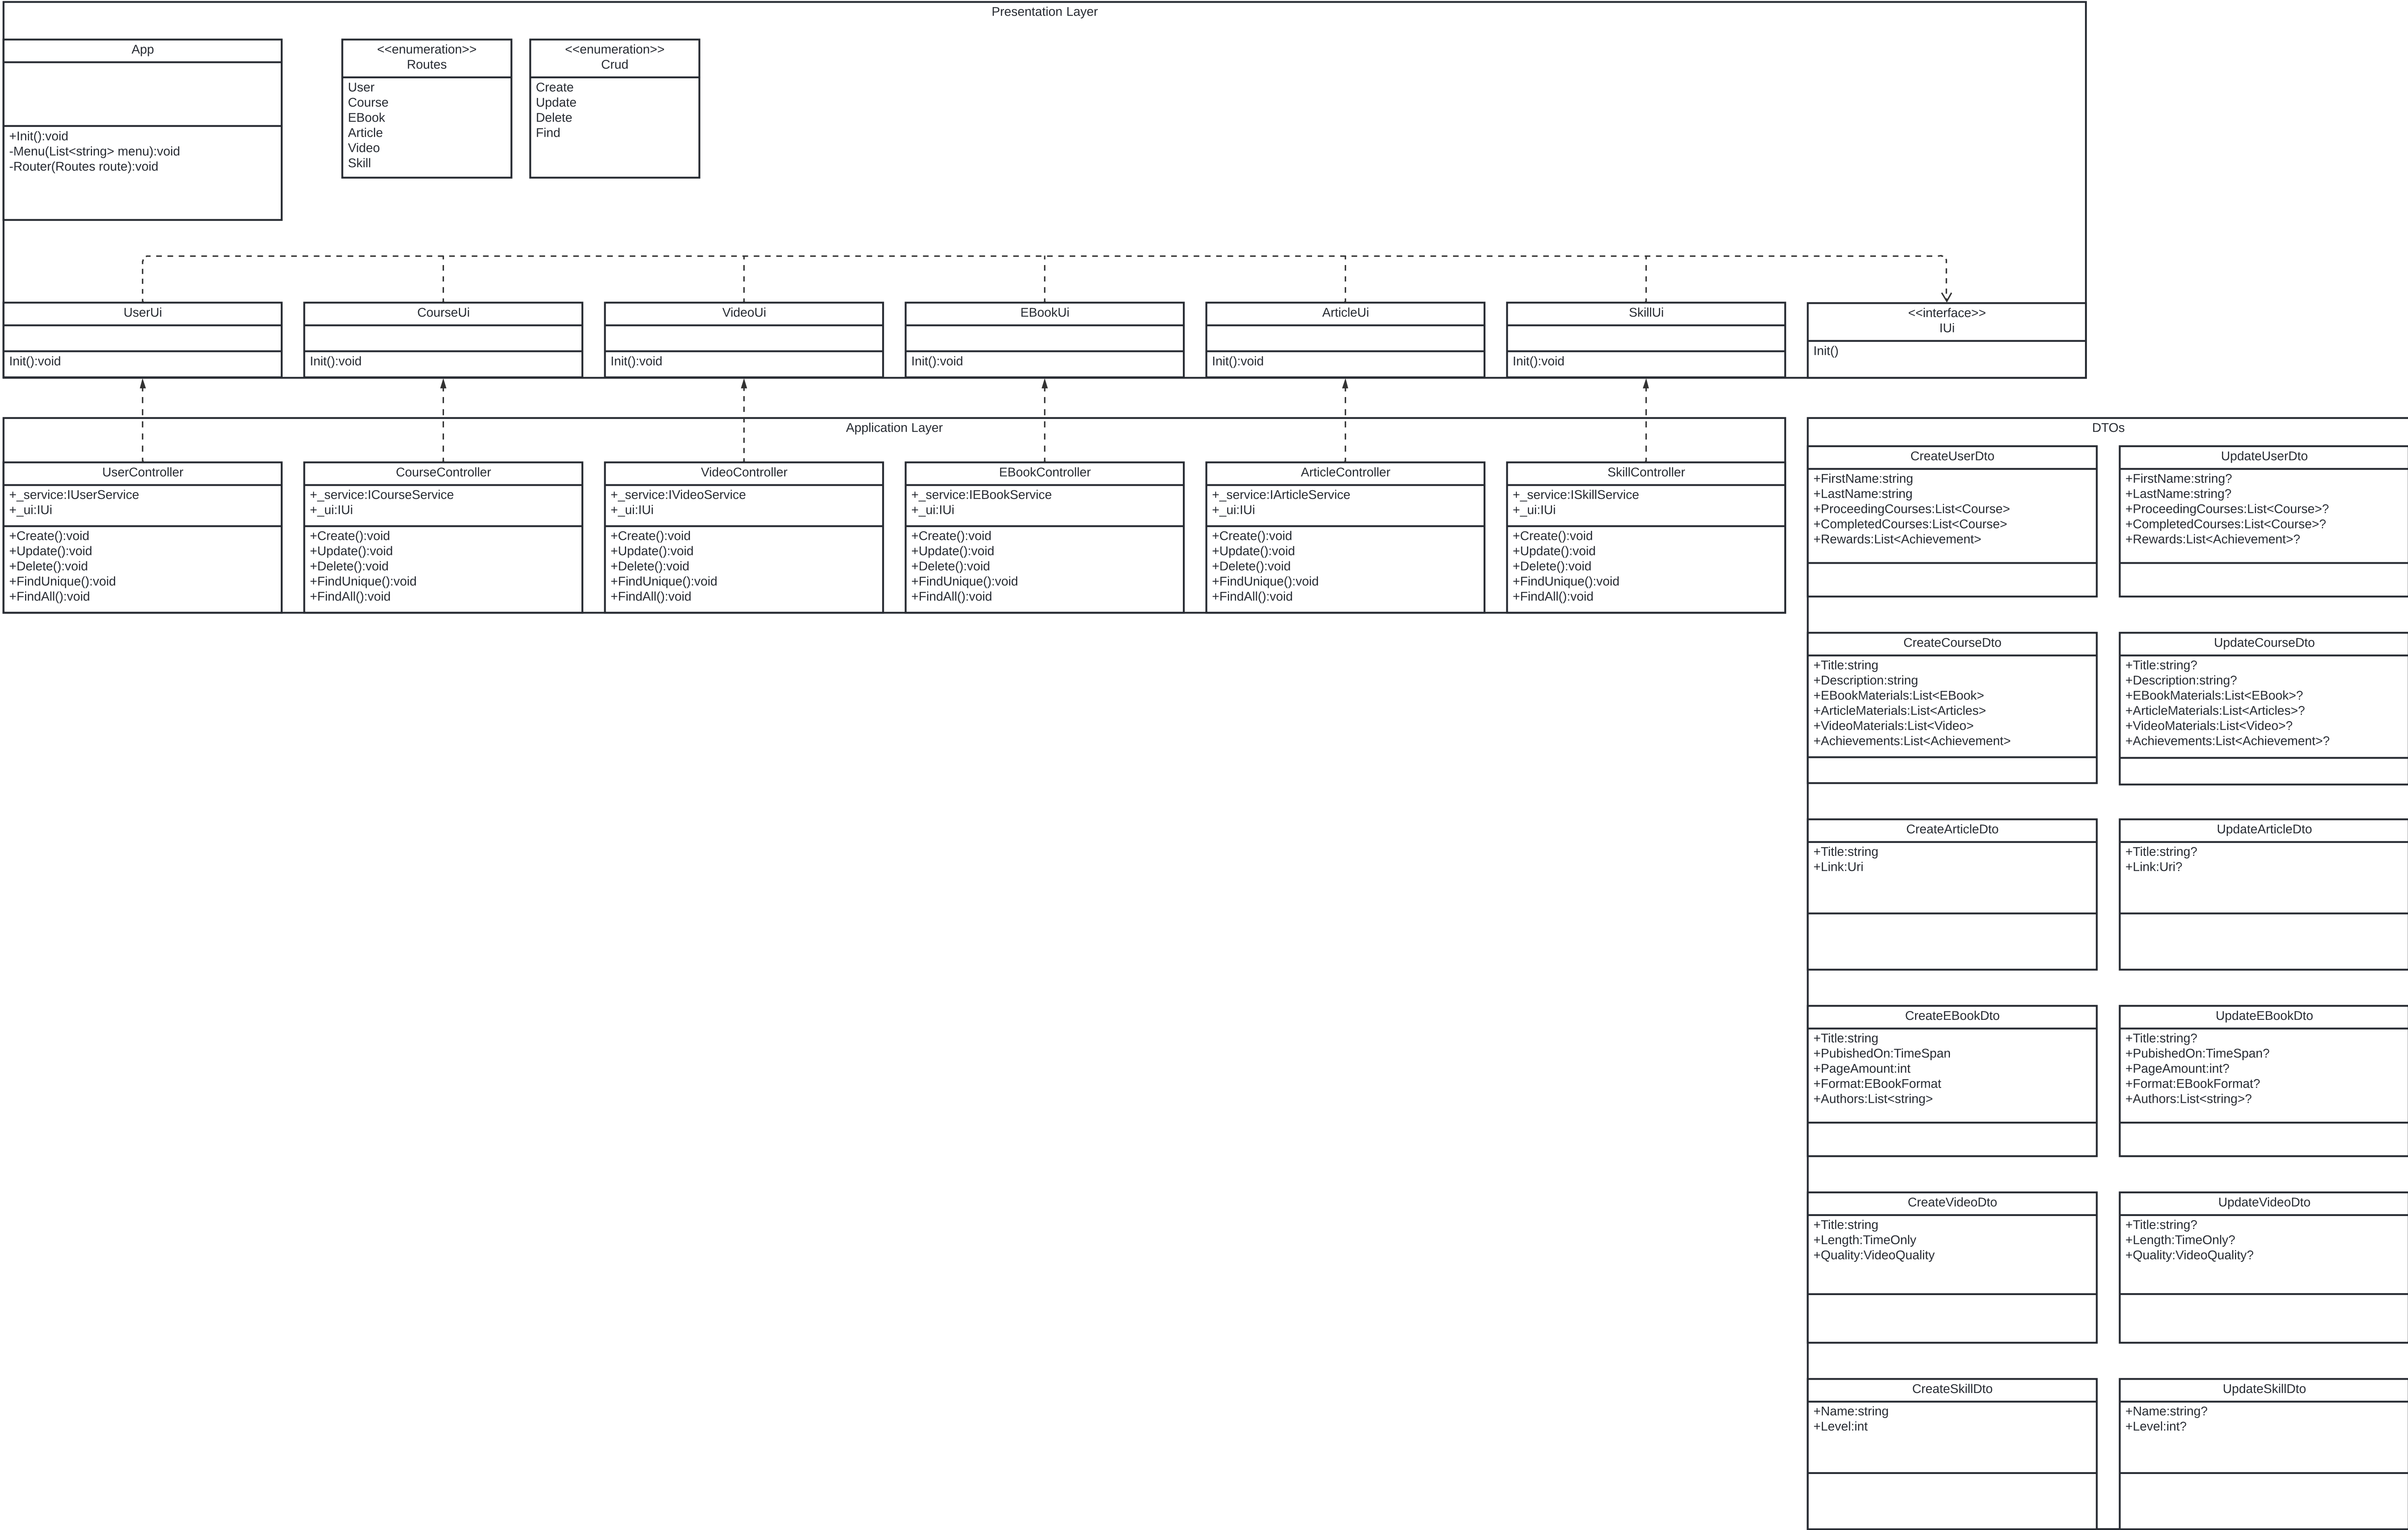 Presentation Layer
App
+Init():void
-Menu(List<string> menu):void
-Router(Routes route):void
<<enumeration>>
Routes
User
Course
EBook
Article
Video
Skill
<<enumeration>>
Crud
Create
Update
Delete
Find
UserUi
Init():void
CourseUi
Init():void
VideoUi
Init():void
EBookUi
Init():void
ArticleUi
Init():void
SkillUi
Init():void
<<interface>>
IUi
Init()
Application Layer
UserController
+_service:IUserService
+_ui:IUi
+Create():void
+Update():void
+Delete():void
+FindUnique():void
+FindAll():void
CourseController
+_service:ICourseService
+_ui:IUi
+Create():void
+Update():void
+Delete():void
+FindUnique():void
+FindAll():void
VideoController
+_service:IVideoService
+_ui:IUi
+Create():void
+Update():void
+Delete():void
+FindUnique():void
+FindAll():void
EBookController
+_service:IEBookService
+_ui:IUi
+Create():void
+Update():void
+Delete():void
+FindUnique():void
+FindAll():void
ArticleController
+_service:IArticleService
+_ui:IUi
+Create():void
+Update():void
+Delete():void
+FindUnique():void
+FindAll():void
SkillController
+_service:ISkillService
+_ui:IUi
+Create():void
+Update():void
+Delete():void
+FindUnique():void
+FindAll():void
DTOs
CreateUserDto
+FirstName:string
+LastName:string
+ProceedingCourses:List<Course>
+CompletedCourses:List<Course>
+Rewards:List<Achievement>
UpdateUserDto
+FirstName:string?
+LastName:string?
+ProceedingCourses:List<Course>?
+CompletedCourses:List<Course>?
+Rewards:List<Achievement>?
CreateCourseDto
+Title:string
+Description:string
+EBookMaterials:List<EBook>
+ArticleMaterials:List<Articles>
+VideoMaterials:List<Video>
+Achievements:List<Achievement>
UpdateCourseDto
+Title:string?
+Description:string?
+EBookMaterials:List<EBook>?
+ArticleMaterials:List<Articles>?
+VideoMaterials:List<Video>?
+Achievements:List<Achievement>?
CreateArticleDto
+Title:string
+Link:Uri
UpdateArticleDto
+Title:string?
+Link:Uri?
CreateEBookDto
+Title:string
+PubishedOn:TimeSpan
+PageAmount:int
+Format:EBookFormat
+Authors:List<string>
UpdateEBookDto
+Title:string?
+PubishedOn:TimeSpan?
+PageAmount:int?
+Format:EBookFormat?
+Authors:List<string>?
CreateVideoDto
+Title:string
+Length:TimeOnly
+Quality:VideoQuality
UpdateVideoDto
+Title:string?
+Length:TimeOnly?
+Quality:VideoQuality?
CreateSkillDto
+Name:string
+Level:int
UpdateSkillDto
+Name:string?
+Level:int?